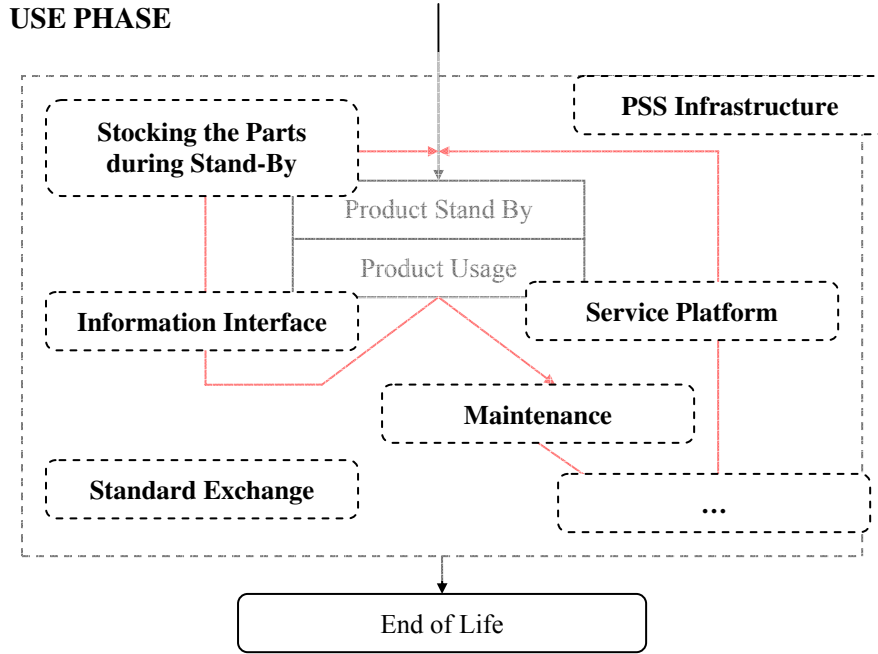 USE PHASE
PSS Infrastructure
Stocking the Parts
during Stand-By
Product Stand By
Product Usage
Information Interface
Service Platform
Maintenance
Standard Exchange
...
End of Life